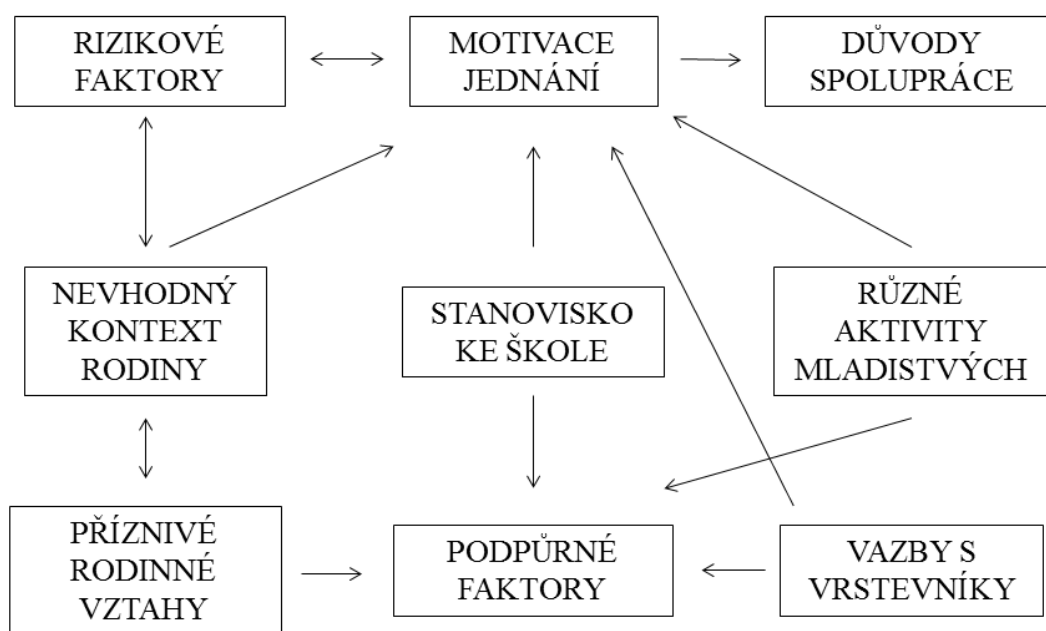 RIZIKOVÉ
FAKTORY
MOTIVACE
JEDNÁNÍ
DŮVODY
SPOLUPRÁCE
NEVHODNÝ
KONTEXT
RODINY
STANOVISKO
KE ŠKOLE
RŮZNÉ
AKTIVITY
MLADISTVÝCH
PŘÍZNIVÉ
RODINNÉ
VZTAHY
PODPŮRNÉ
FAKTORY
VAZBY S
VRSTEVNÍKY